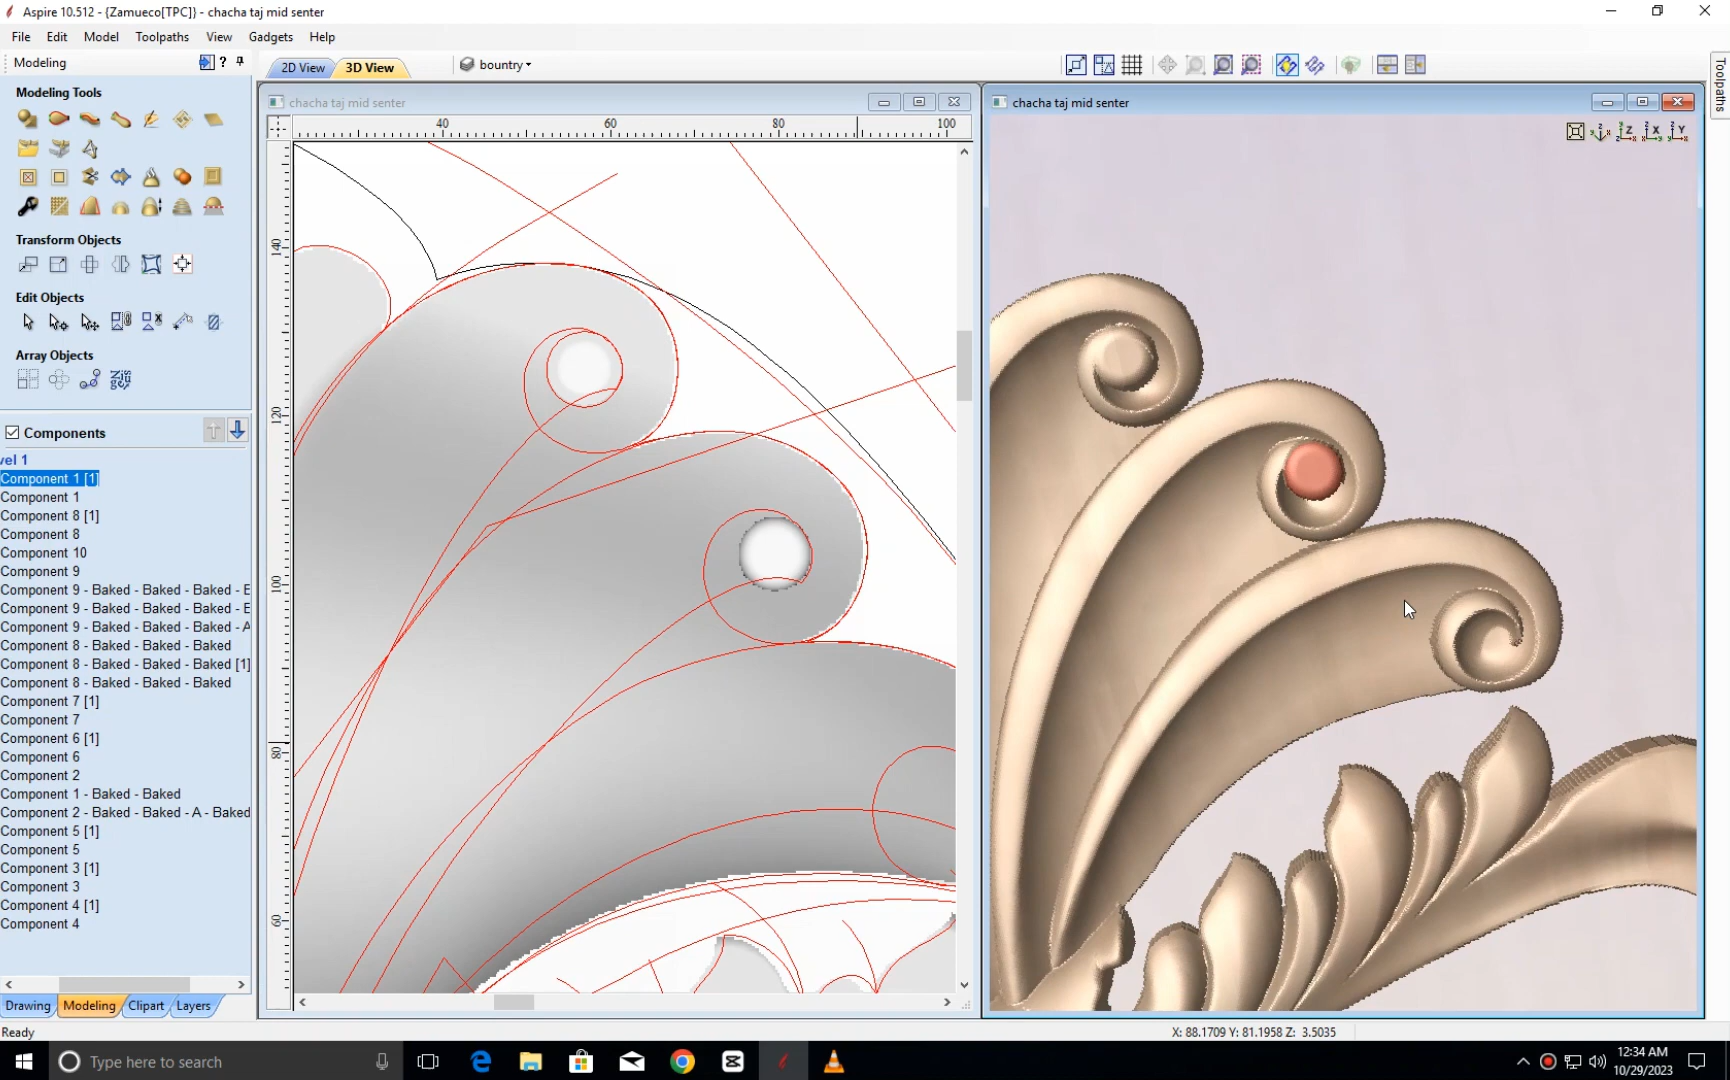 Aspire 10.512 - {Zamueco[TPC]} - chacha taj mid senter
File Edit Model Toolpaths View Gadgets Help
Modeling
2D View 3D View bountry
Toolpaths
Modeling Tools
Transform Objects
Edit Objects
Array Objects
Components
vel 1
Component 1 [1]
Component 1
Component 8 [1]
Component 8
Component 10
Component 9
Component 9 - Baked - Baked - Baked - E
Component 9 - Baked - Baked - Baked - E
Component 9 - Baked - Baked - Baked - A
Component 8 - Baked - Baked - Baked
Component 8 - Baked - Baked - Baked [1]
Component 8 - Baked - Baked - Baked
Component 7 [1]
Component 7
Component 6 [1]
Component 6
Component 2
Component 1 - Baked - Baked
Component 2 - Baked - Baked - A - Baked
Component 5 [1]
Component 5
Component 3 [1]
Component 3
Component 4 [1]
Component 4
Drawing Modeling Clipart Layers
chacha taj mid senter
40 60 80 100
140
120
100
80
60
chacha taj mid senter
Z X Y
Ready
X: 88.1709 Y: 81.1958 Z: 3.5035
Type here to search
12:34 AM
10/29/2023